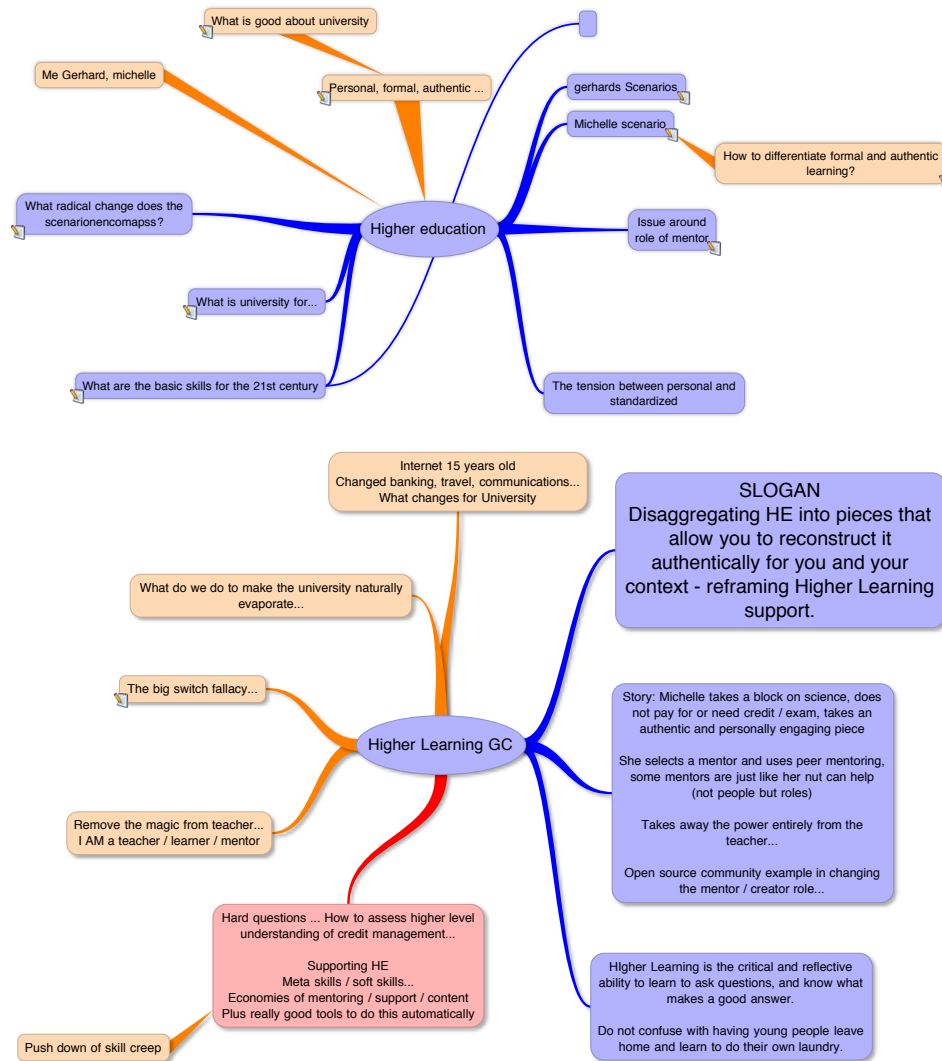 What is good about university
Me Gerhard, michelle
Personal, formal, authentic ...
gerhards Scenarios
Michelle scenario
How to differentiate formal and authentic
learning?
What radical change does the
scenarionencomapss?
Higher education
Issue around
role of mentor
What is university for...
What are the basic skills for the 21st century
The tension between personal and
standardized
Internet 15 years old
Changed banking, travel, communications...
What changes for University
SLOGAN
Disaggregating HE into pieces that
allow you to reconstruct it
authentically for you and your
context - reframing Higher Learning
support.
What do we do to make the university naturally
evaporate...
The big switch fallacy...
Higher Learning GC
Story: Michelle takes a block on science, does
not pay for or need credit / exam, takes an
authentic and personally engaging piece
She selects a mentor and uses peer mentoring,
some mentors are just like her nut can help
(not people but roles)
Takes away the power entirely from the
teacher...
Open source community example in changing
the mentor / creator role...
Remove the magic from teacher...
I AM a teacher / learner / mentor
Hard questions ... How to assess higher level
understanding of credit management...
Supporting HE
Meta skills / soft skills...
Economies of mentoring / support / content
Plus really good tools to do this automatically
Push down of skill creep
HIgher Learning is the critical and reflective
ability to learn to ask questions, and know what
makes a good answer.
Do not confuse with having young people leave
home and learn to do their own laundry.